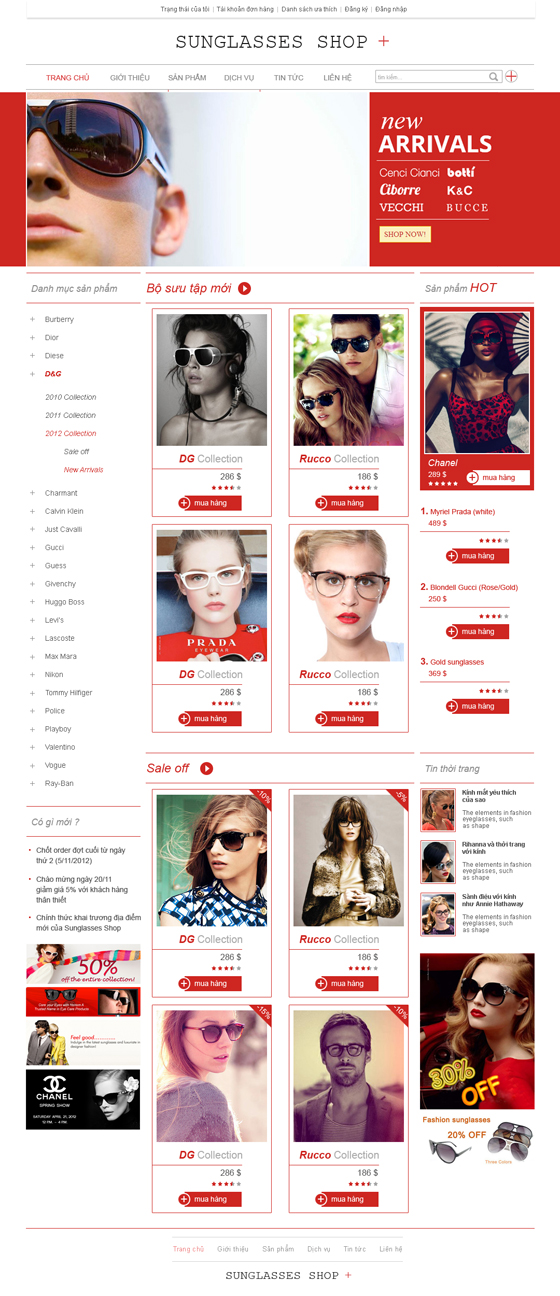 Trạng thái của tôi | Tài khoản đơn hàng | Danh sách ưa thích | Đăng ký | Đăng nhập
SUNGLASSES SHOP +
TRANG CHỦ GIỚI THIỆU SẢN PHẨM DỊCH VỤ TIN TỨC LIÊN HỆ
new
ARRIVALS
Cenci Cianci botti
Ciborre K&C
VECCHI BUCCE
SHOP NOW!
Danh mục sản phẩm
+ Burberry
+ Dior
+ Diese
+ D&G
2010 Collection
2011 Collection
2012 Collection
Sale off
New Arrivals
+ Charmant
+ Calvin Klein
+ Just Cavalli
+ Gucci
+ Guess
+ Givenchy
+ Huggo Boss
+ Levi's
+ Lascoste
+ Max Mara
+ Nikon
+ Tommy Hilfiger
+ Police
+ Playboy
+ Valentino
+ Vogue
+ Ray-Ban
Có gì mới ?
Chốt order đợt cuối từ ngày
thứ 2 (5/11/2012)
Chào mừng ngày 20/11
giảm giá 5% với khách hàng
thân thiết
Chính thức khai trương địa điểm
mới của Sunglasses Shop
50%
off the entire collection!
Feel good
CHANEL
SPRING SHOW
SATURDAY APRIL 21, 2012
10 P.M. - 4 P.M.
Bộ sưu tập mới
DG Collection
286 $
mua hàng
Rucco Collection
186 $
mua hàng
PRADA
EYEWEAR
DG Collection
286 $
mua hàng
Rucco Collection
186 $
mua hàng
Sale off
-10%
DG Collection
286 $
mua hàng
-5%
Rucco Collection
186 $
mua hàng
-15%
DG Collection
286 $
mua hàng
-10%
Rucco Collection
186 $
mua hàng
Sản phẩm HOT
Chanel
289 $
mua hàng
1. Myriel Prada (white)
489 $
mua hàng
2. Blondell Gucci (Rose/Gold)
250 $
mua hàng
3. Gold sunglasses
369 $
mua hàng
Tin thời trang
Kính mắt yêu thích
của sao
The elements in fashion
eyeglasses, such
as shape
Rihanna và thời trang
với kính
The elements in fashion
eyeglasses, such
as shape
Sành điệu với kính
như Annie Hathaway
The elements in fashion
eyeglasses, such
as shape
30%
OFF
Fashion sunglasses
20% OFF
Three Colors
Trang chủ Giới thiệu Sản phẩm Dịch vụ Tin tức Liên hệ
SUNGLASSES SHOP +